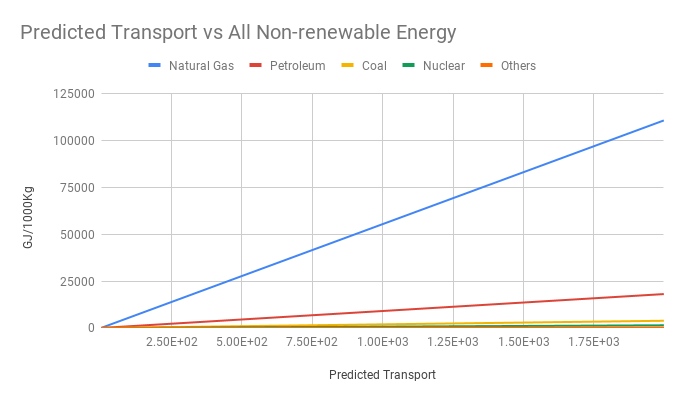 Predicted Transport vs All Non-renewable Energy
Natural Gas Petroleum Coal Nuclear Others
125000
100000
75000
50000
25000
0
GJ/1000Kg
2.50E+02 5.00E+02 7.50E+02 1.00E+03 1.25E+03 1.50E+03 1.75E+03
Predicted Transport